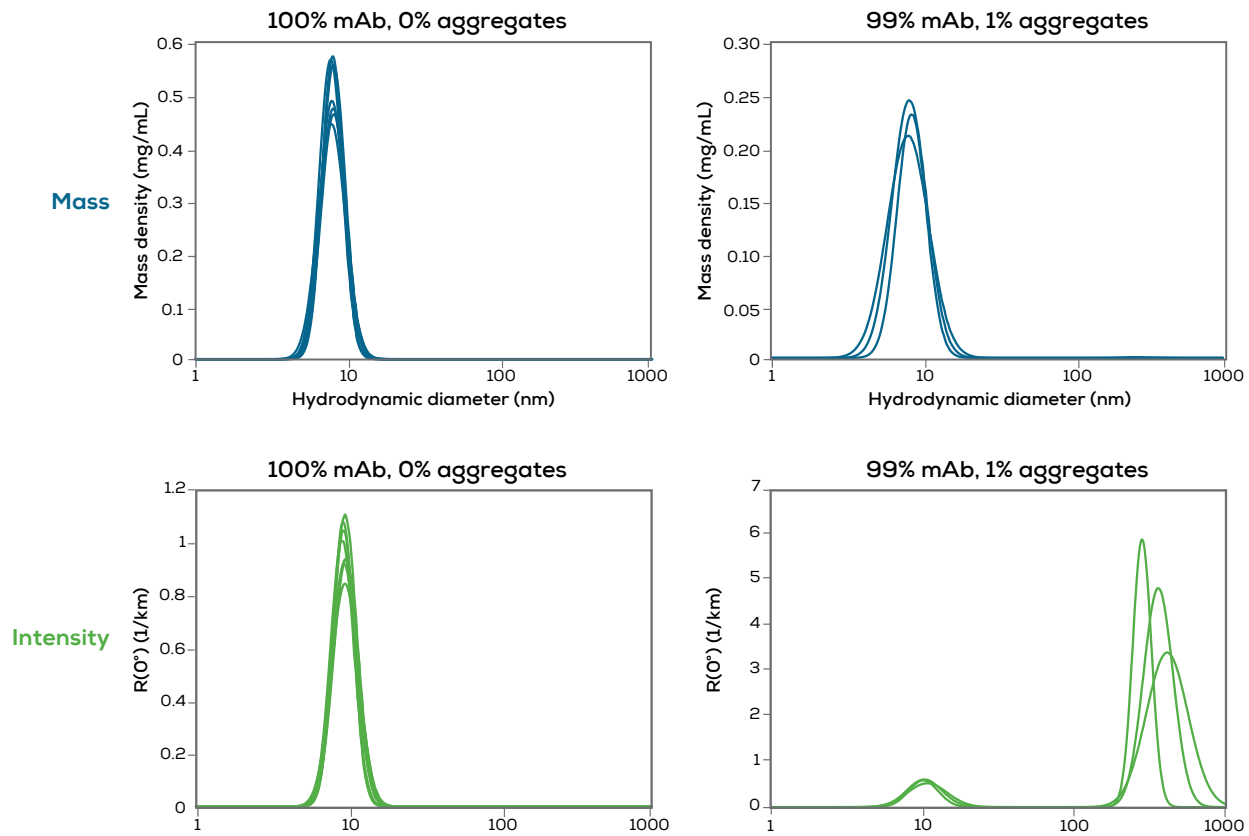 100% mAb, 0% aggregates
0.6
0.5
0.4
0.3
0.2
0.1
0
Mass density (mg/mL)
1 10 100 1000
Hydrodynamic diameter (nm)
99% mAb, 1% aggregates
0.30
0.25
0.20
0.15
0.10
0.05
0
Mass density (mg/mL)
1 10 100 1000
Hydrodynamic diameter (nm)
Mass
100% mAb, 0% aggregates
1.2
1
0.8
0.6
0.4
0.2
0
R(0°) (1/km)
1 10 100 1000
99% mAb, 1% aggregates
7
6
5
4
3
2
1
0
R(0°) (1/km)
1 10 100 1000
Intensity